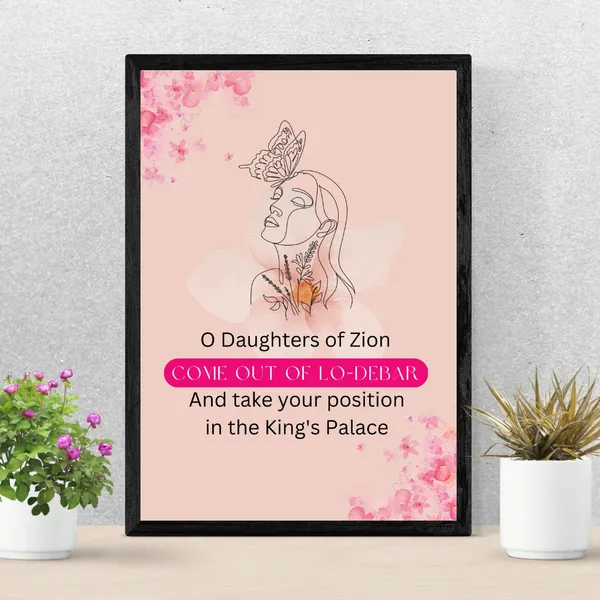 O Daughters of Zion
COME OUT OF LO-DEBAR
And take your position
in the King's Palace